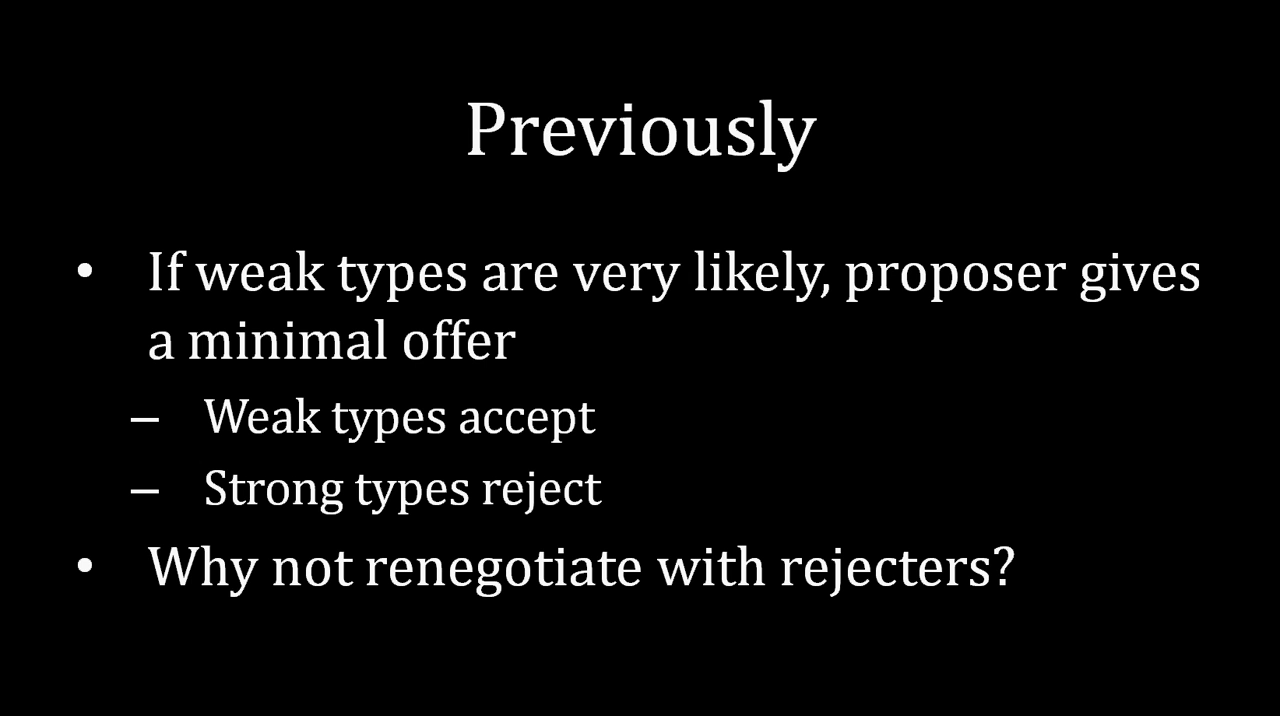 Previously
• If weak types are very likely, proposer gives
a minimal offer
– Weak types accept
– Strong types reject
• Why not renegotiate with rejecters?